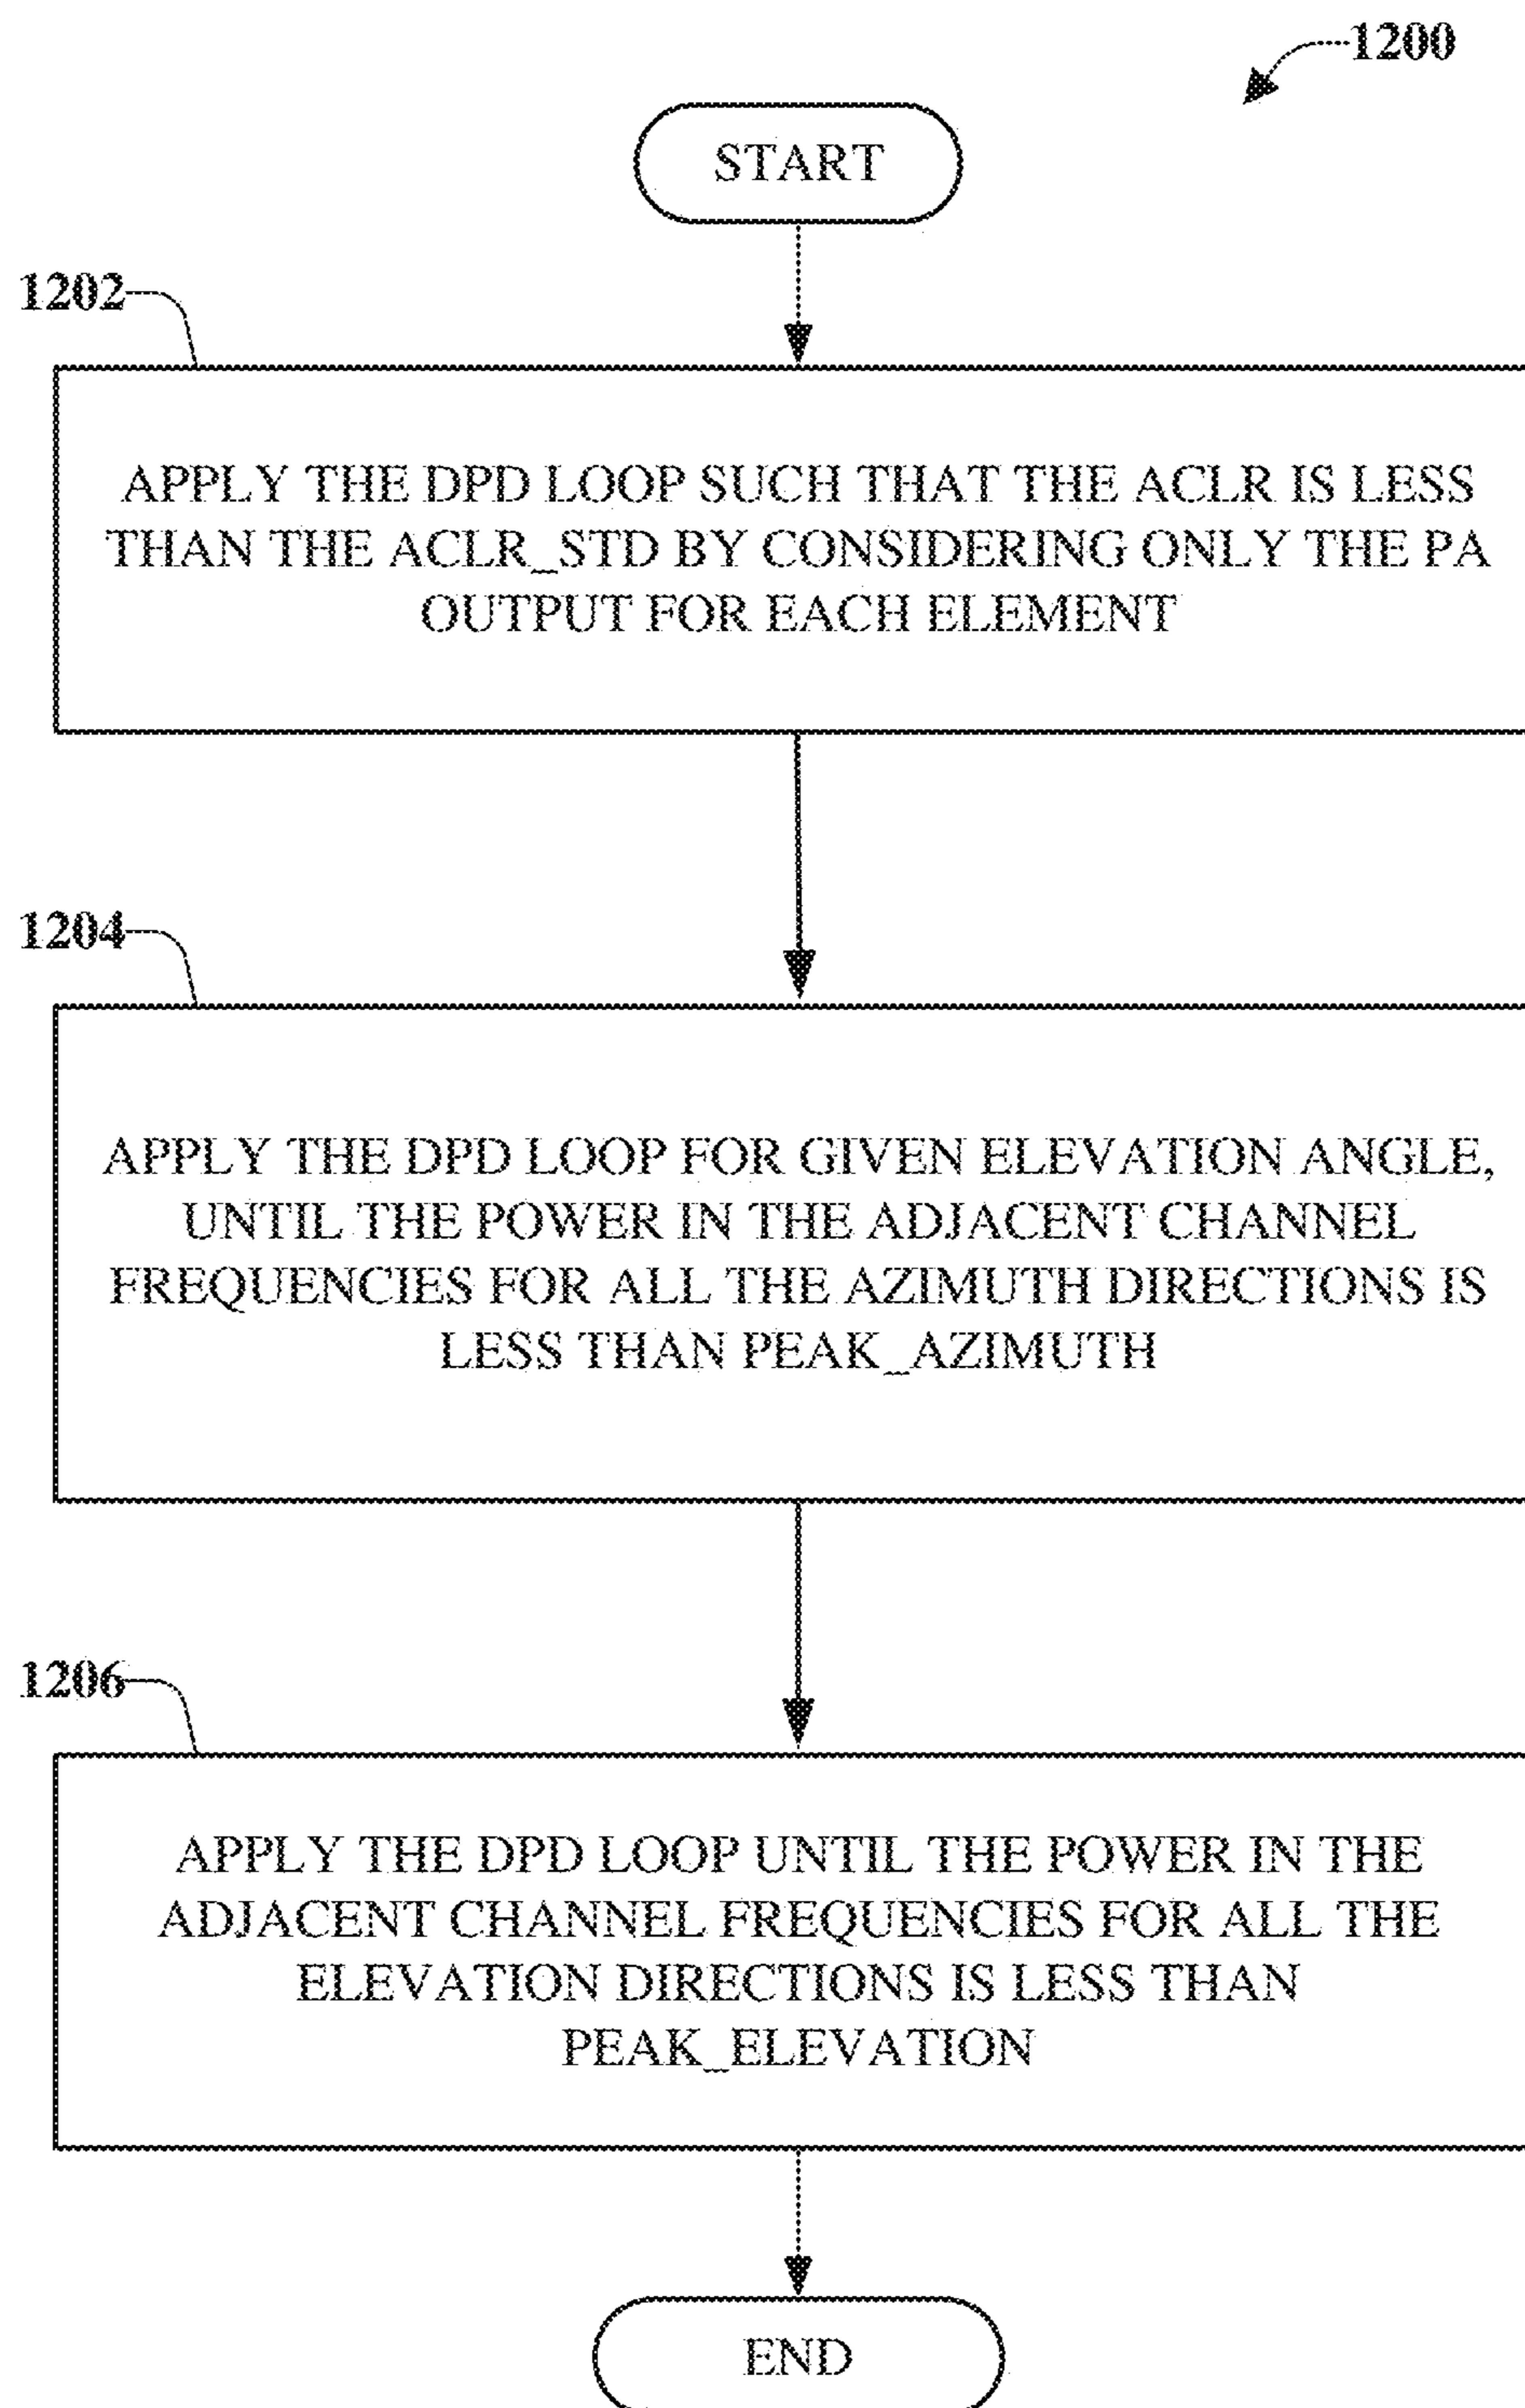 1200
START
1202
APPLY THE DPD LOOP SUCH THAT THE ACLR IS LESS
THAN THE ACLR_STD BY CONSIDERING ONLY THE PA
OUTPUT FOR EACH ELEMENT
1204
APPLY THE DPD LOOP FOR GIVEN ELEVATION ANGLE,
UNTIL THE POWER IN THE ADJACENT CHANNEL
FREQUENCIES FOR ALL THE AZIMUTH DIRECTIONS IS
LESS THAN PEAK_AZIMUTH
1206
APPLY THE DPD LOOP UNTIL THE POWER IN THE
ADJACENT CHANNEL FREQUENCIES FOR ALL THE
ELEVATION DIRECTIONS IS LESS THAN
PEAK_ELEVATION
END